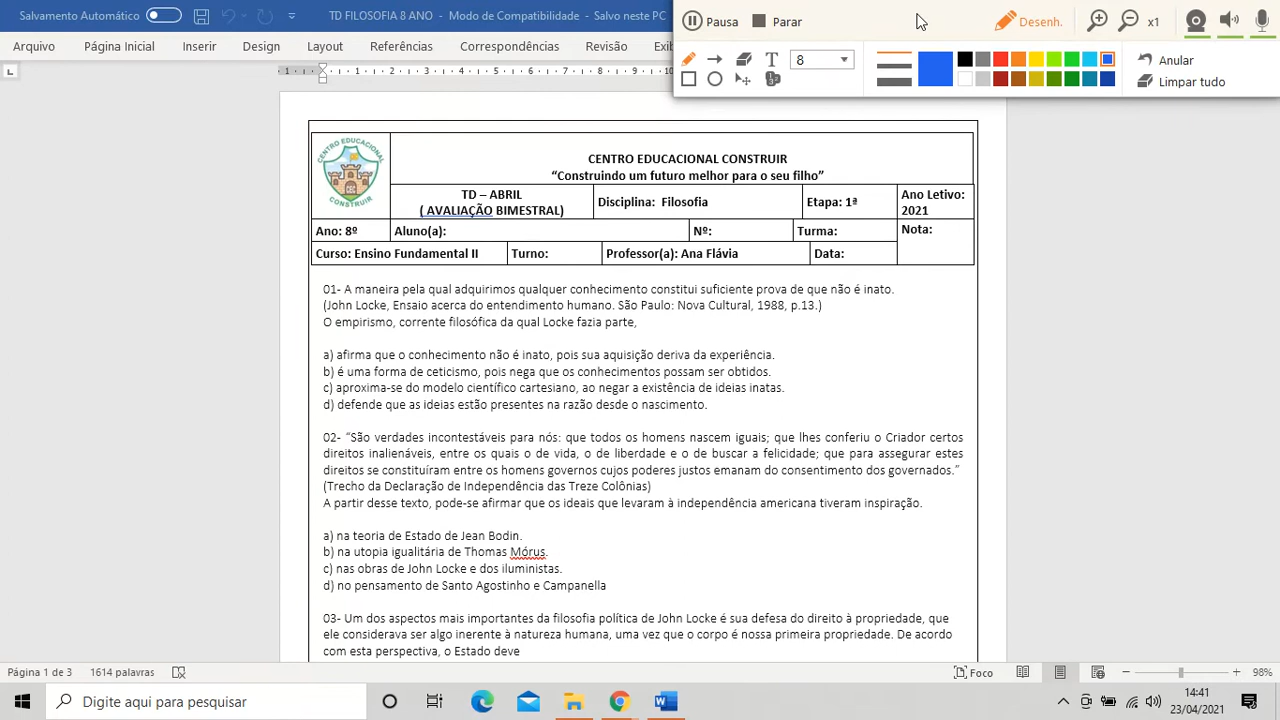 Salvamento Automático
TD FILOSOFIA 8 ANO - Modo de Compatibilidade - Salvo neste PC
Pausa
Parar
Desenh.
x1
Arquivo
Página Inicial
Inserir
Design
Layout
Referências
Correspondências
Revisão
Exib
T
8
Anular
Limpar tudo
CENTRO EDUCACIONAL
CONSTRUIR
CENTRO EDUCACIONAL CONSTRUIR
“Construindo um futuro melhor para o seu filho”
TD – ABRIL
( AVALIAÇÃO BIMESTRAL)
Disciplina: Filosofia
Etapa: 1ª
Ano Letivo:
2021
Ano: 8º
Aluno(a):
Nº:
Turma:
Nota:
Curso: Ensino Fundamental II
Turno:
Professor(a): Ana Flávia
Data:
01- A maneira pela qual adquirimos qualquer conhecimento constitui suficiente prova de que não é inato.
(John Locke, Ensaio acerca do entendimento humano. São Paulo: Nova Cultural, 1988, p.13.)
O empirismo, corrente filosófica da qual Locke fazia parte,
a) afirma que o conhecimento não é inato, pois sua aquisição deriva da experiência.
b) é uma forma de ceticismo, pois nega que os conhecimentos possam ser obtidos.
c) aproxima-se do modelo científico cartesiano, ao negar a existência de ideias inatas.
d) defende que as ideias estão presentes na razão desde o nascimento.
02- “São verdades incontestáveis para nós: que todos os homens nascem iguais; que lhes conferiu o Criador certos
direitos inalienáveis, entre os quais o de vida, o de liberdade e o de buscar a felicidade; que para assegurar estes
direitos se constituíram entre os homens governos cujos poderes justos emanam do consentimento dos governados.”
(Trecho da Declaração de Independência das Treze Colônias)
A partir desse texto, pode-se afirmar que os ideais que levaram à independência americana tiveram inspiração.
a) na teoria de Estado de Jean Bodin.
b) na utopia igualitária de Thomas Mórus.
c) nas obras de John Locke e dos iluministas.
d) no pensamento de Santo Agostinho e Campanella
03- Um dos aspectos mais importantes da filosofia política de John Locke é sua defesa do direito à propriedade, que
ele considerava ser algo inerente à natureza humana, uma vez que o corpo é nossa primeira propriedade. De acordo
com esta perspectiva, o Estado deve
Página 1 de 3
1614 palavras
Foco
98%
Digite aqui para pesquisar
14:41
23/04/2021